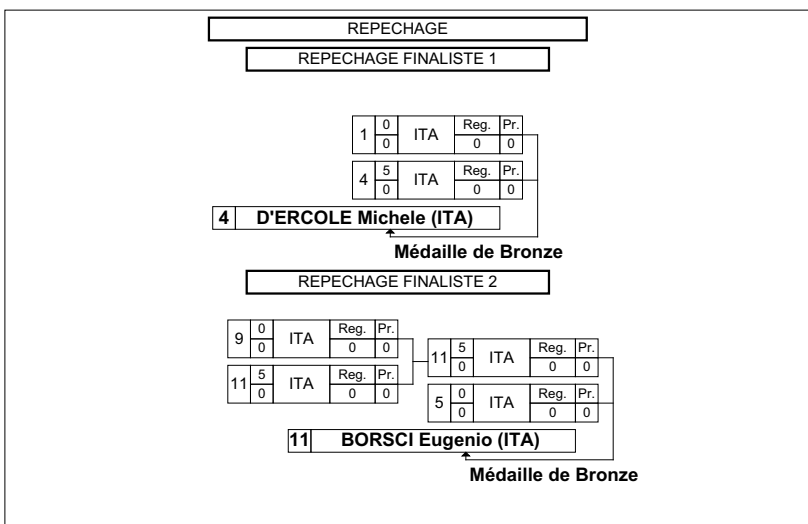 REPECHAGE
REPECHAGE FINALISTE 1
1 0 ITA Reg. Pr.
0 0 0
4 5 ITA Reg. Pr.
0 0 0
4 D'ERCOLE Michele (ITA)
Médaille de Bronze
REPECHAGE FINALISTE 2
9 0 ITA Reg. Pr.
0 0 0
11 5 ITA Reg. Pr.
0 0 0
11 5 ITA Reg. Pr.
0 0 0
5 0 ITA Reg. Pr.
0 0 0
11 BORSCI Eugenio (ITA)
Médaille de Bronze